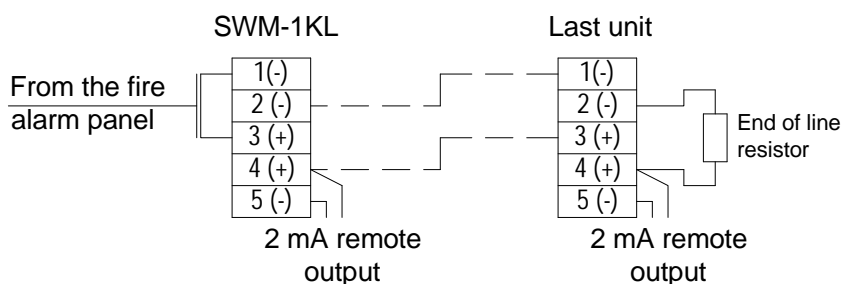 SWM-1KL
Last unit
From the fire
alarm panel
1(-)
2 (-)
3 (+)
4 (+)
5 (-)
1(-)
2 (-)
3 (+)
4 (+)
5 (-)
End of line
resistor
2 mA remote
output
2 mA remote
output